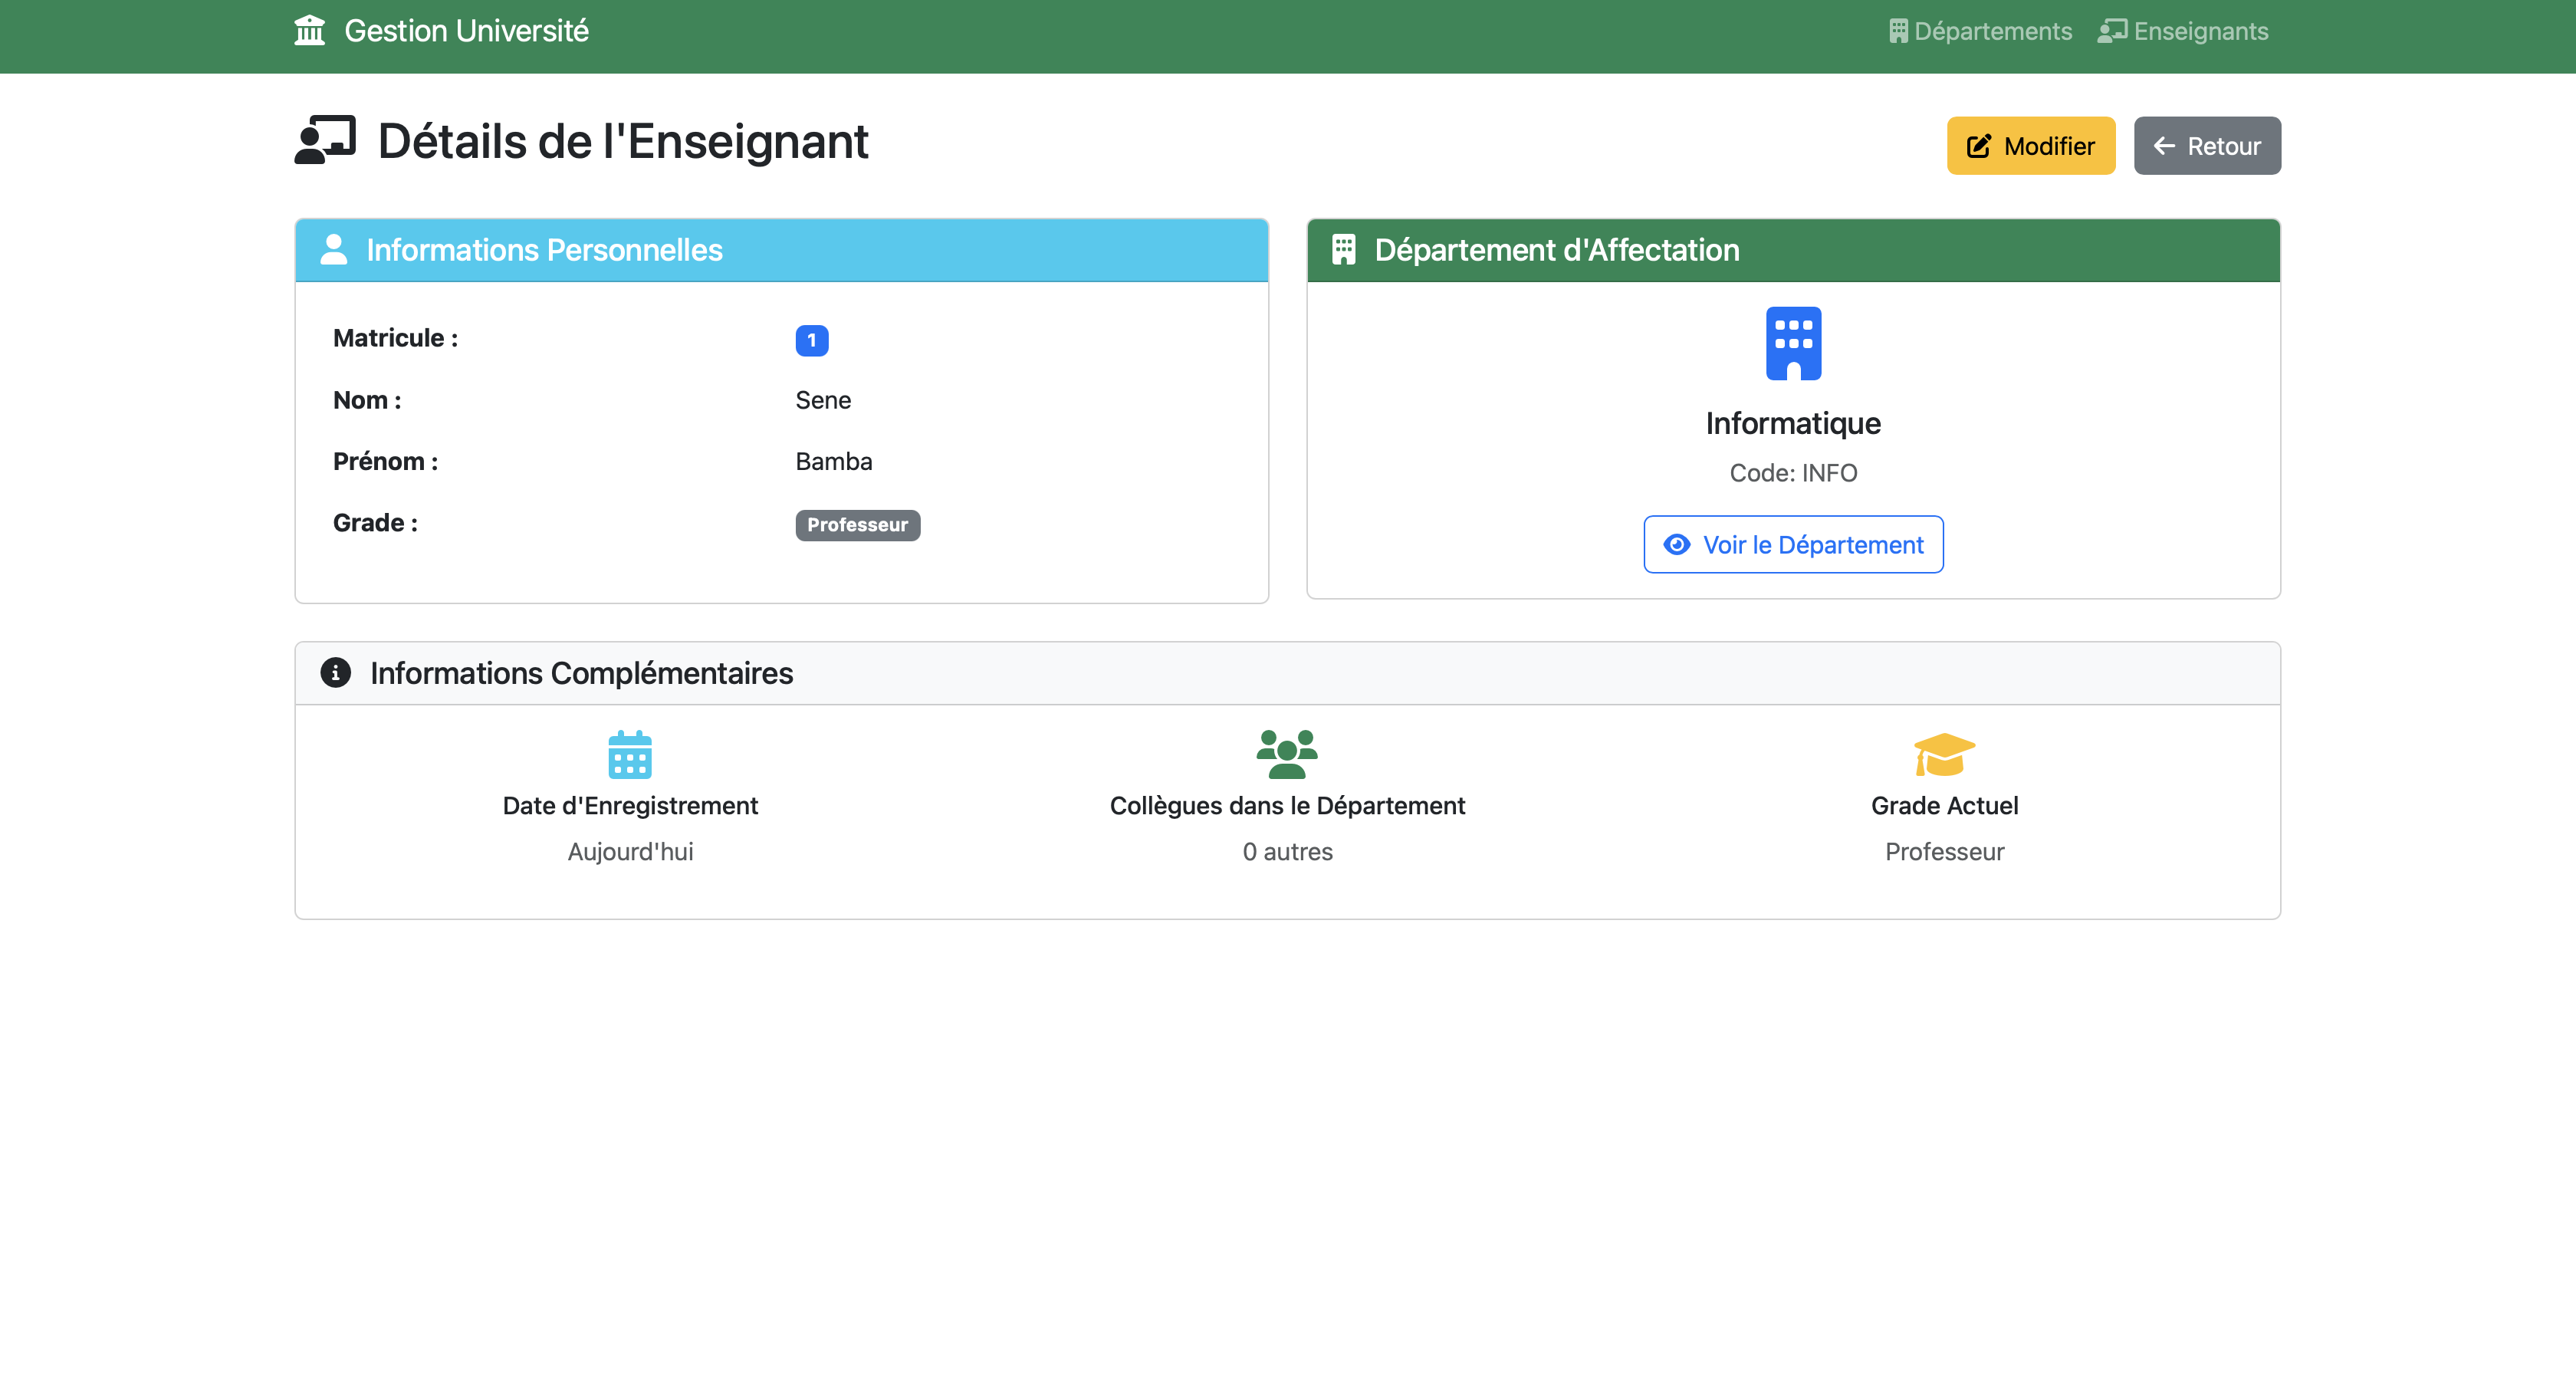 Gestion Université
Départements
Enseignants
Détails de l'Enseignant
Modifier
Retour
Informations Personnelles
Matricule : 1
Nom : Sene
Prénom : Bamba
Grade : Professeur
Département d'Affectation
Informatique
Code: INFO
Voir le Département
Informations Complémentaires
Date d'Enregistrement
Aujourd'hui
Collègues dans le Département
0 autres
Grade Actuel
Professeur